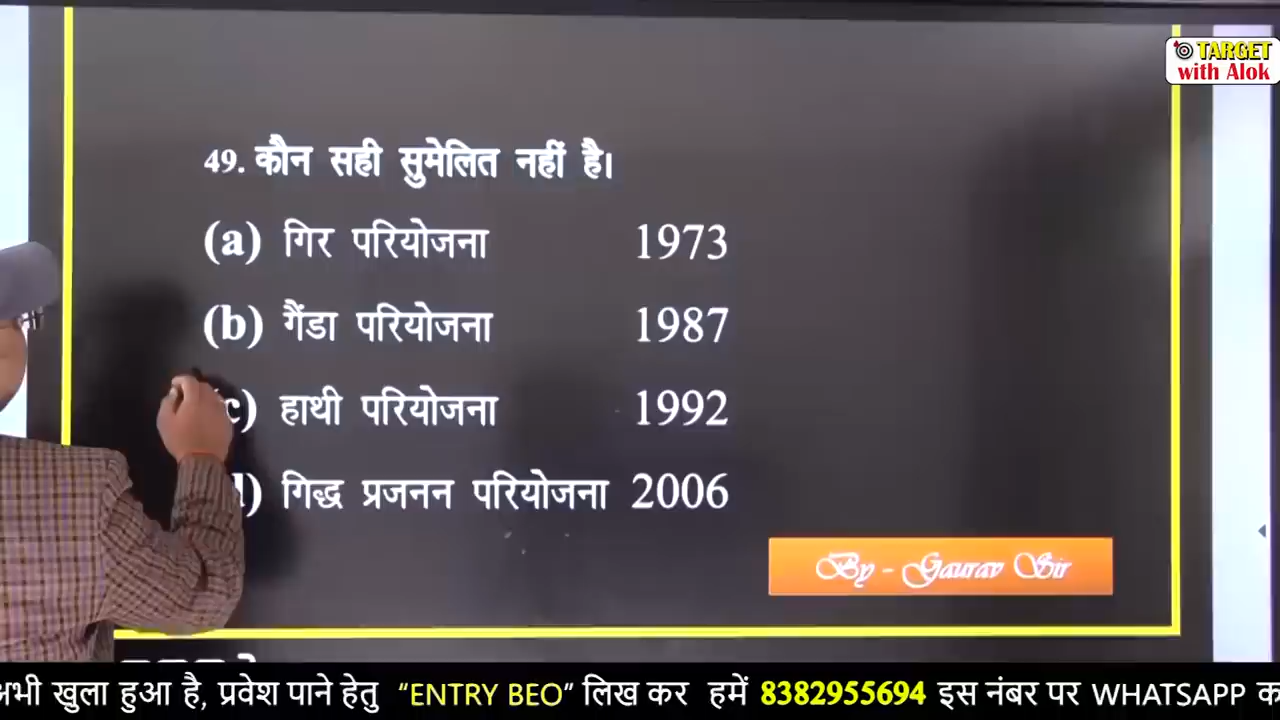 TARGET
with Alok
49. कौन सही सुमेलित नहीं है।
(a) गिर परियोजना 1973
(b) गैंडा परियोजना 1987
c) हाथी परियोजना 1992
) गिद्ध प्रजनन परियोजना 2006
By - Gaurav Sir
अभी खुला हुआ है, प्रवेश पाने हेतु “ENTRY BEO” लिख कर हमें 8382955694 इस नंबर पर WHATSAPP